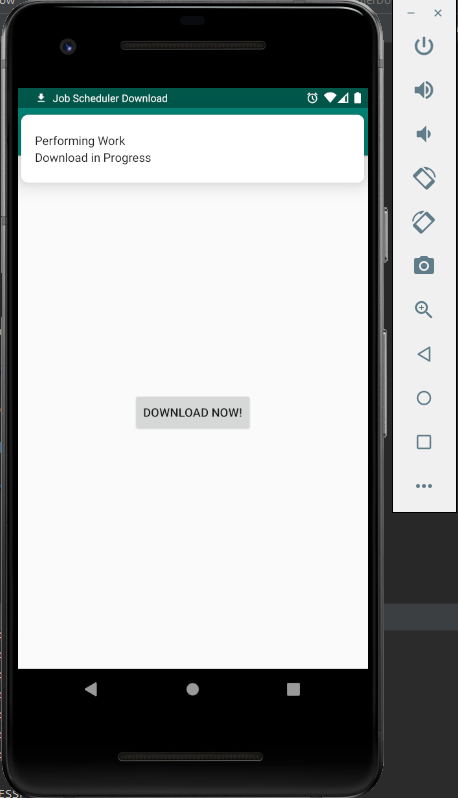 Job Scheduler Download
Performing Work
Download in Progress
DOWNLOAD NOW!